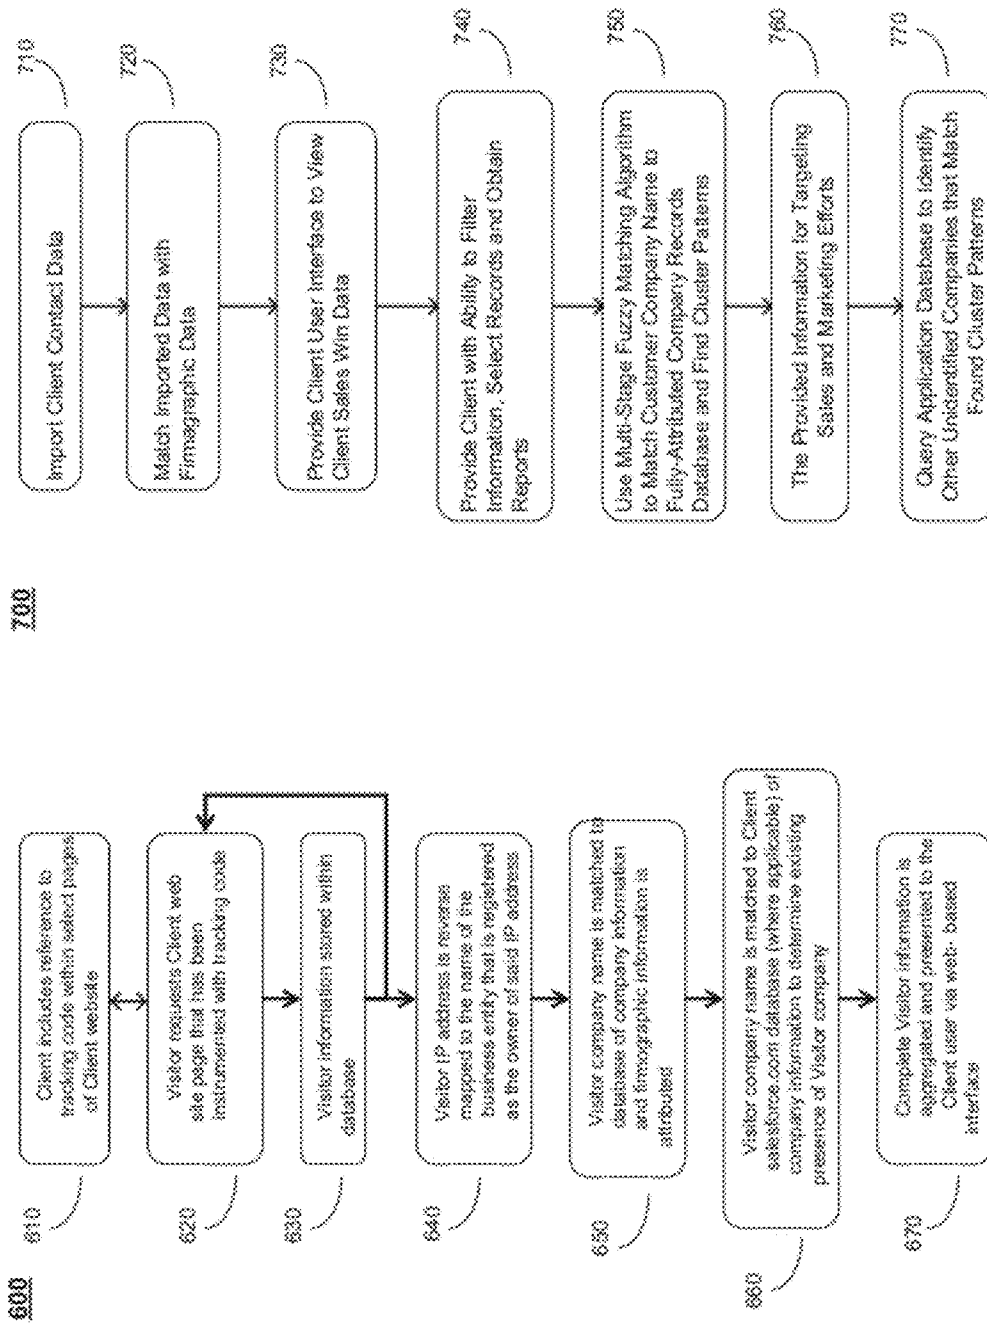 600
610
Client includes reference to
tracking code within select pages
of Client website
620
Visitor requests Client web
site page that has been
instrumented with tracking code
630
Visitor information stored within
database
640
Visitor IP address is reverse
mapped to the name of the
business entity that is registered
as the owner of said IP address
650
Visitor company name is matched to
database of company information
and firmographic information is
attributed
660
Visitor company name is matched to Client
salesforce.com database (where applicable) of
company information to determine existing
presence of Visitor company
670
Complete Visitor information is
aggregated and presented to the
Client user via web- based
interface
700
710
Import Client Contact Data
720
Match Imported Data with
Firmagraphic Data
730
Provide Client User Interface to View
Client Sales Win Data
740
Provide Client with Ability to Filter
Information, Select Records and Obtain
Reports
750
Use Multi-Stage Fuzzy Matching Algorithm
to Match Customer Company Name to
Fully-Attributed Company Records
Database and Find Cluster Patterns
760
The Provided Information for Targeting
Sales and Marketing Efforts
770
Query Application Database to Identify
Other Unidentified Companies that Match
Found Cluster Patterns